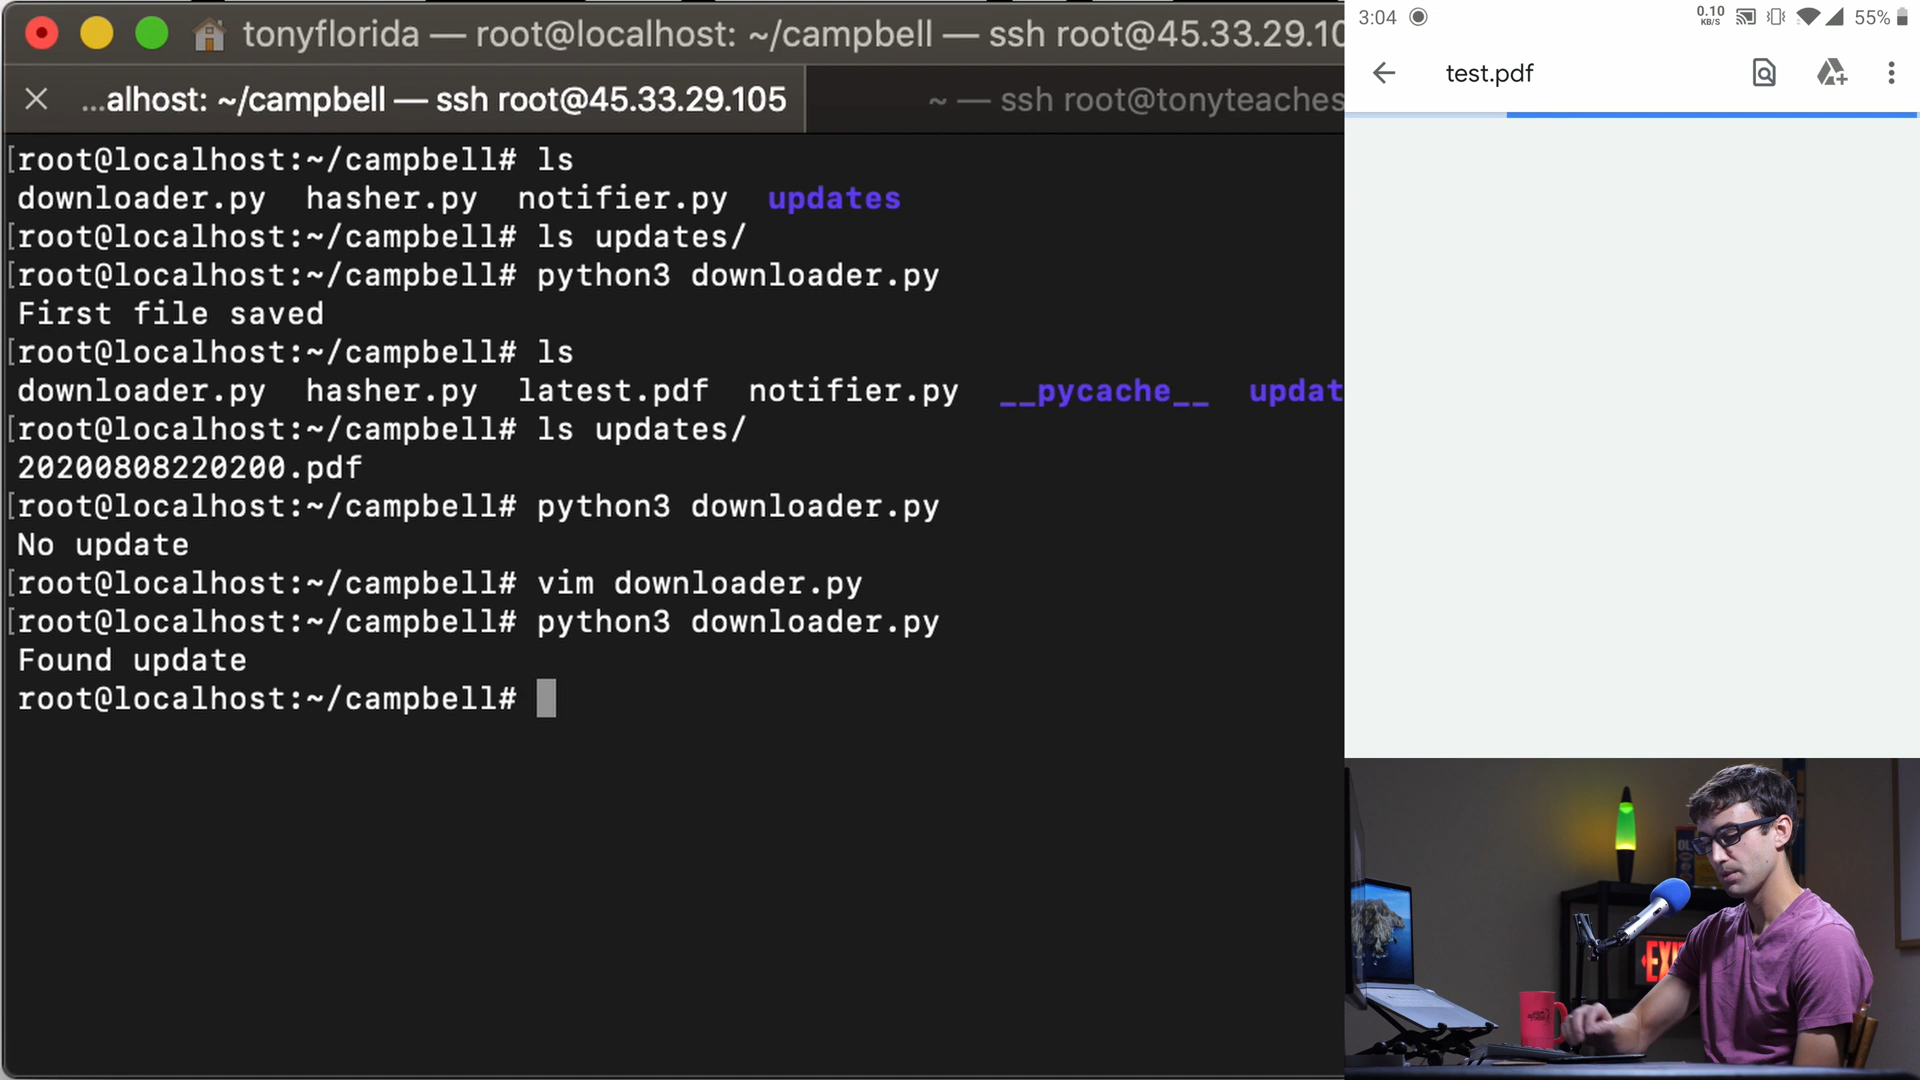 tonyflorida — root@localhost: ~/campbell — ssh root@45.33.29.10
...alhost: ~/campbell — ssh root@45.33.29.105
~ — ssh root@tonyteaches
[root@localhost:~/campbell# ls
downloader.py hasher.py notifier.py updates
[root@localhost:~/campbell# ls updates/
[root@localhost:~/campbell# python3 downloader.py
First file saved
[root@localhost:~/campbell# ls
downloader.py hasher.py latest.pdf notifier.py __pycache__ updat
[root@localhost:~/campbell# ls updates/
20200808220200.pdf
[root@localhost:~/campbell# python3 downloader.py
No update
[root@localhost:~/campbell# vim downloader.py
[root@localhost:~/campbell# python3 downloader.py
Found update
root@localhost:~/campbell#
3:04
0.10
KB/S
55%
test.pdf
EXI